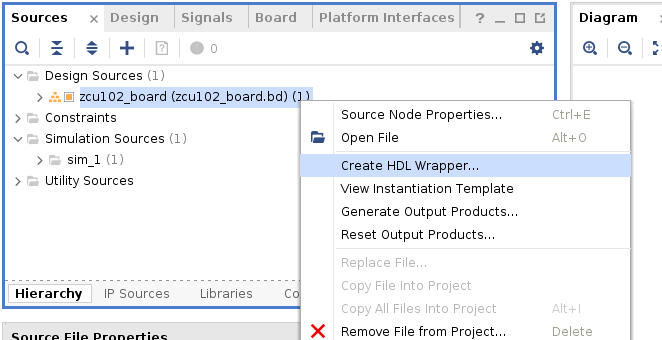 Sources × Design Signals Board Platform Interfaces ? _ □ Diagram
0
Design Sources (1)
zcu102_board (zcu102_board.bd) (1)
Constraints
Simulation Sources (1)
sim_1 (1)
Utility Sources
Source Node Properties... Ctrl+E
Open File Alt+O
Create HDL Wrapper...
View Instantiation Template
Generate Output Products...
Reset Output Products...
Replace File...
Copy File Into Project
Copy All Files Into Project Alt+I
Remove File from Project... Delete
Hierarchy IP Sources Libraries Co
Source File Properties